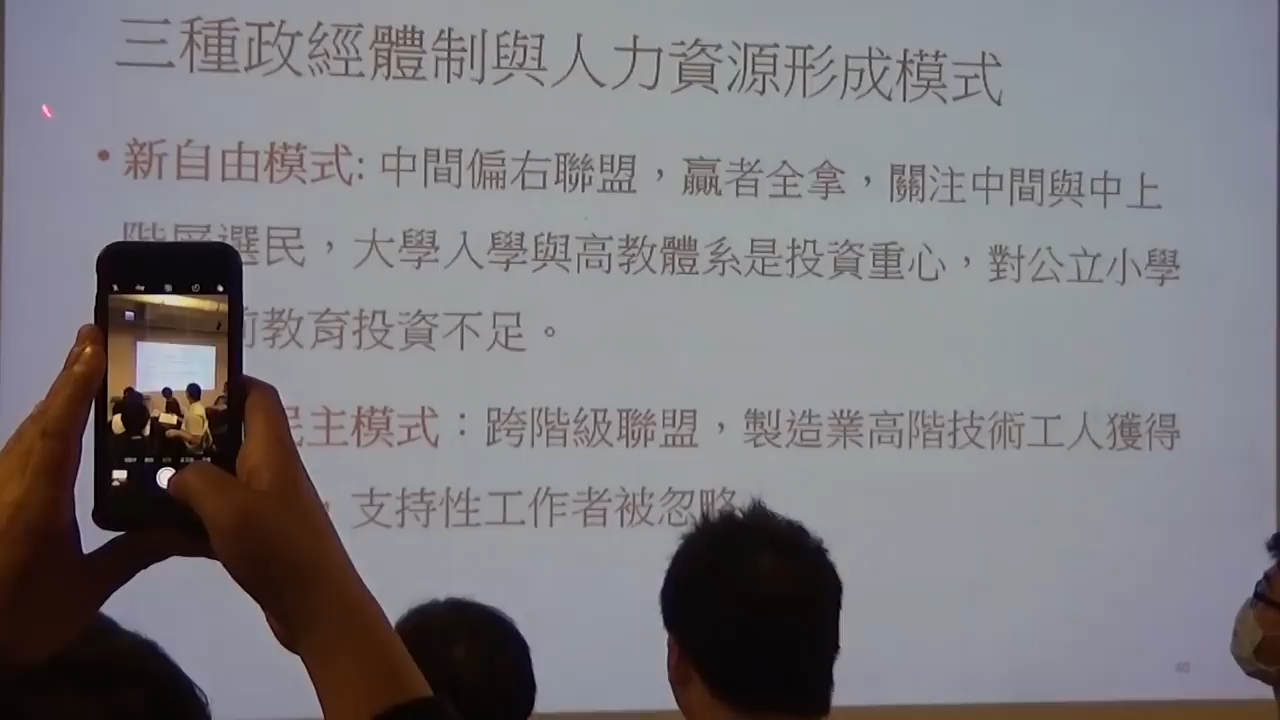 三種政經體制與人力資源形成模式
• 新自由模式: 中間偏右聯盟，贏者全拿，關注中間與中上
階層選民，大學入學與高教體系是投資重心，對公立小學
前教育投資不足。
民主模式：跨階級聯盟，製造業高階技術工人獲得
，支持性工作者被忽略